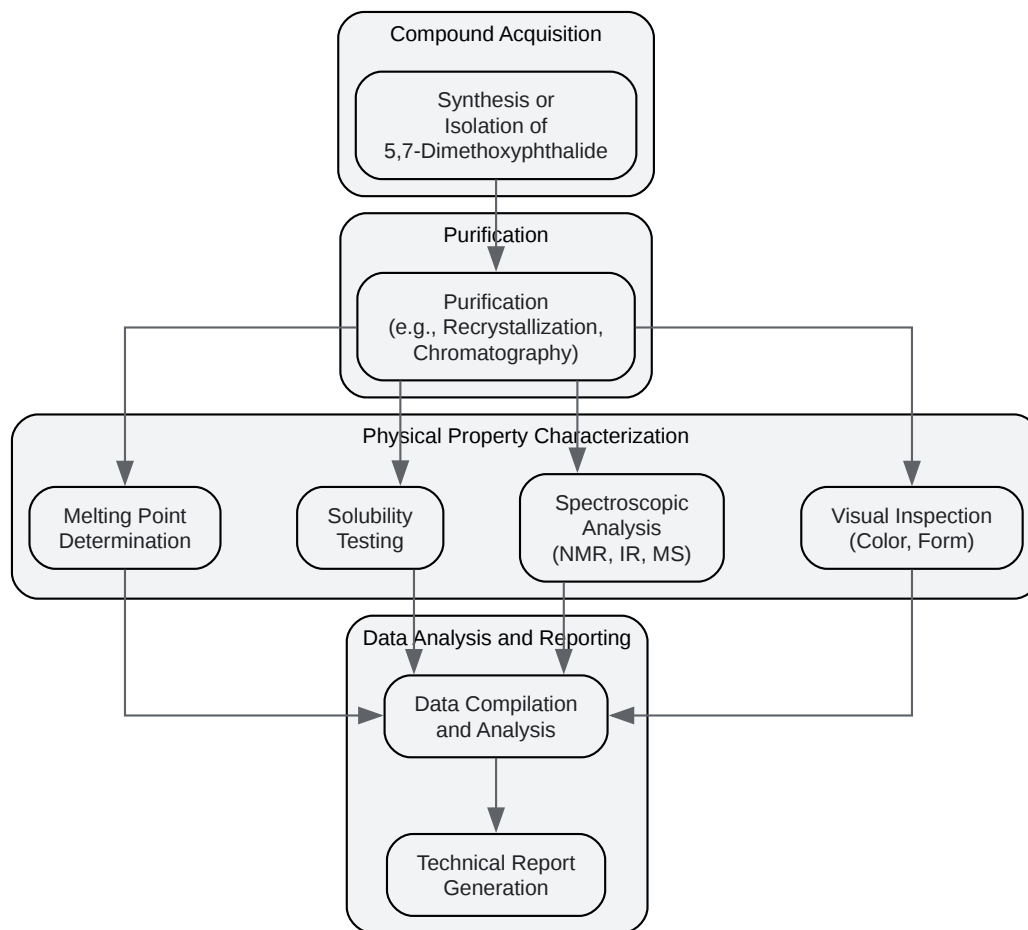 Compound Acquisition
Synthesis or
Isolation of
5,7-Dimethoxyphthalide
Purification
Purification
(e.g., Recrystallization,
Chromatography)
Physical Property Characterization
Melting Point
Determination
Solubility
Testing
Spectroscopic
Analysis
(NMR, IR, MS)
Visual Inspection
(Color, Form)
Data Analysis and Reporting
Data Compilation
and Analysis
Technical Report
Generation